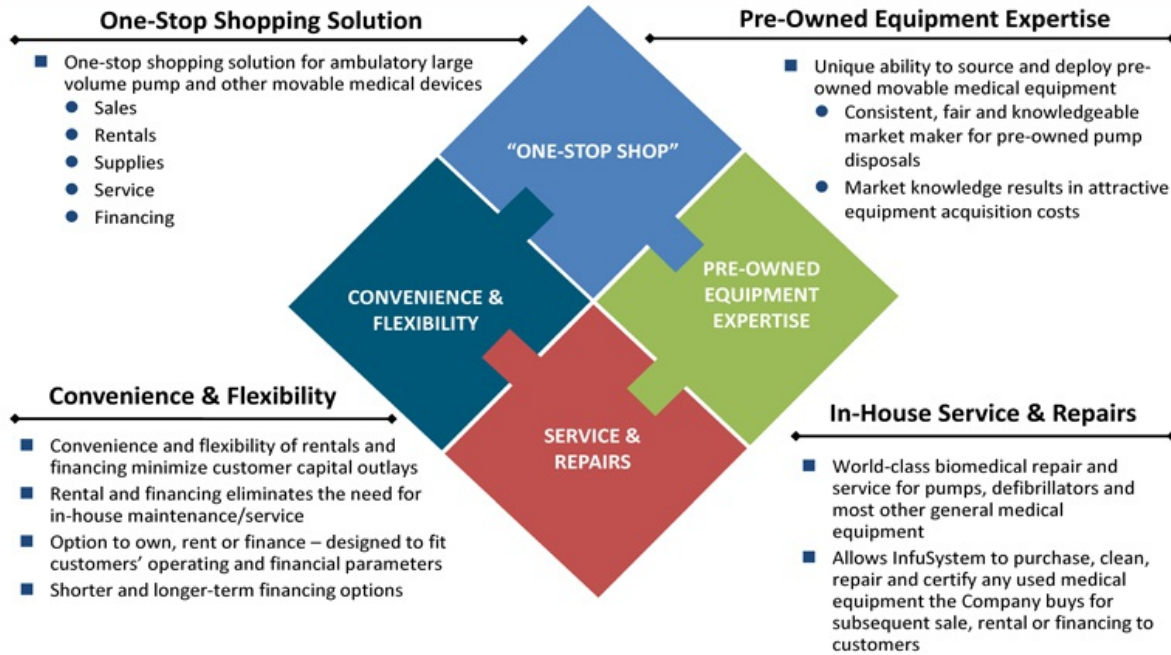 One-Stop Shopping Solution
One-stop shopping solution for ambulatory large
volume pump and other movable medical devices
Sales
Rentals
Supplies
Service
Financing
Pre-Owned Equipment Expertise
Unique ability to source and deploy pre-
owned movable medical equipment
Consistent, fair and knowledgeable
market maker for pre-owned pump
disposals
Market knowledge results in attractive
equipment acquisition costs
“ONE-STOP SHOP”
CONVENIENCE &
FLEXIBILITY
PRE-OWNED
EQUIPMENT
EXPERTISE
SERVICE &
REPAIRS
Convenience & Flexibility
Convenience and flexibility of rentals and
financing minimize customer capital outlays
Rental and financing eliminates the need for
in-house maintenance/service
Option to own, rent or finance – designed to fit
customers’ operating and financial parameters
Shorter and longer-term financing options
In-House Service & Repairs
World-class biomedical repair and
service for pumps, defibrillators and
most other general medical
equipment
Allows InfuSystem to purchase, clean,
repair and certify any used medical
equipment the Company buys for
subsequent sale, rental or financing to
customers